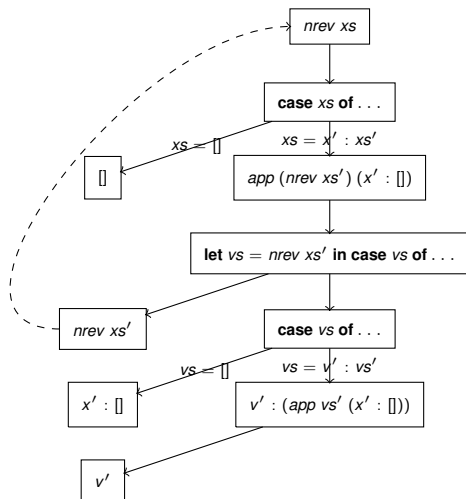 nrev xs
case xs of . . .
xs = []
xs = x′ : xs′
[]
app (nrev xs′) (x′ : [])
let vs = nrev xs′ in case vs of . . .
nrev xs′
case vs of . . .
vs = []
vs = v′ : vs′
x′ : []
v′ : (app vs′ (x′ : []))
v′